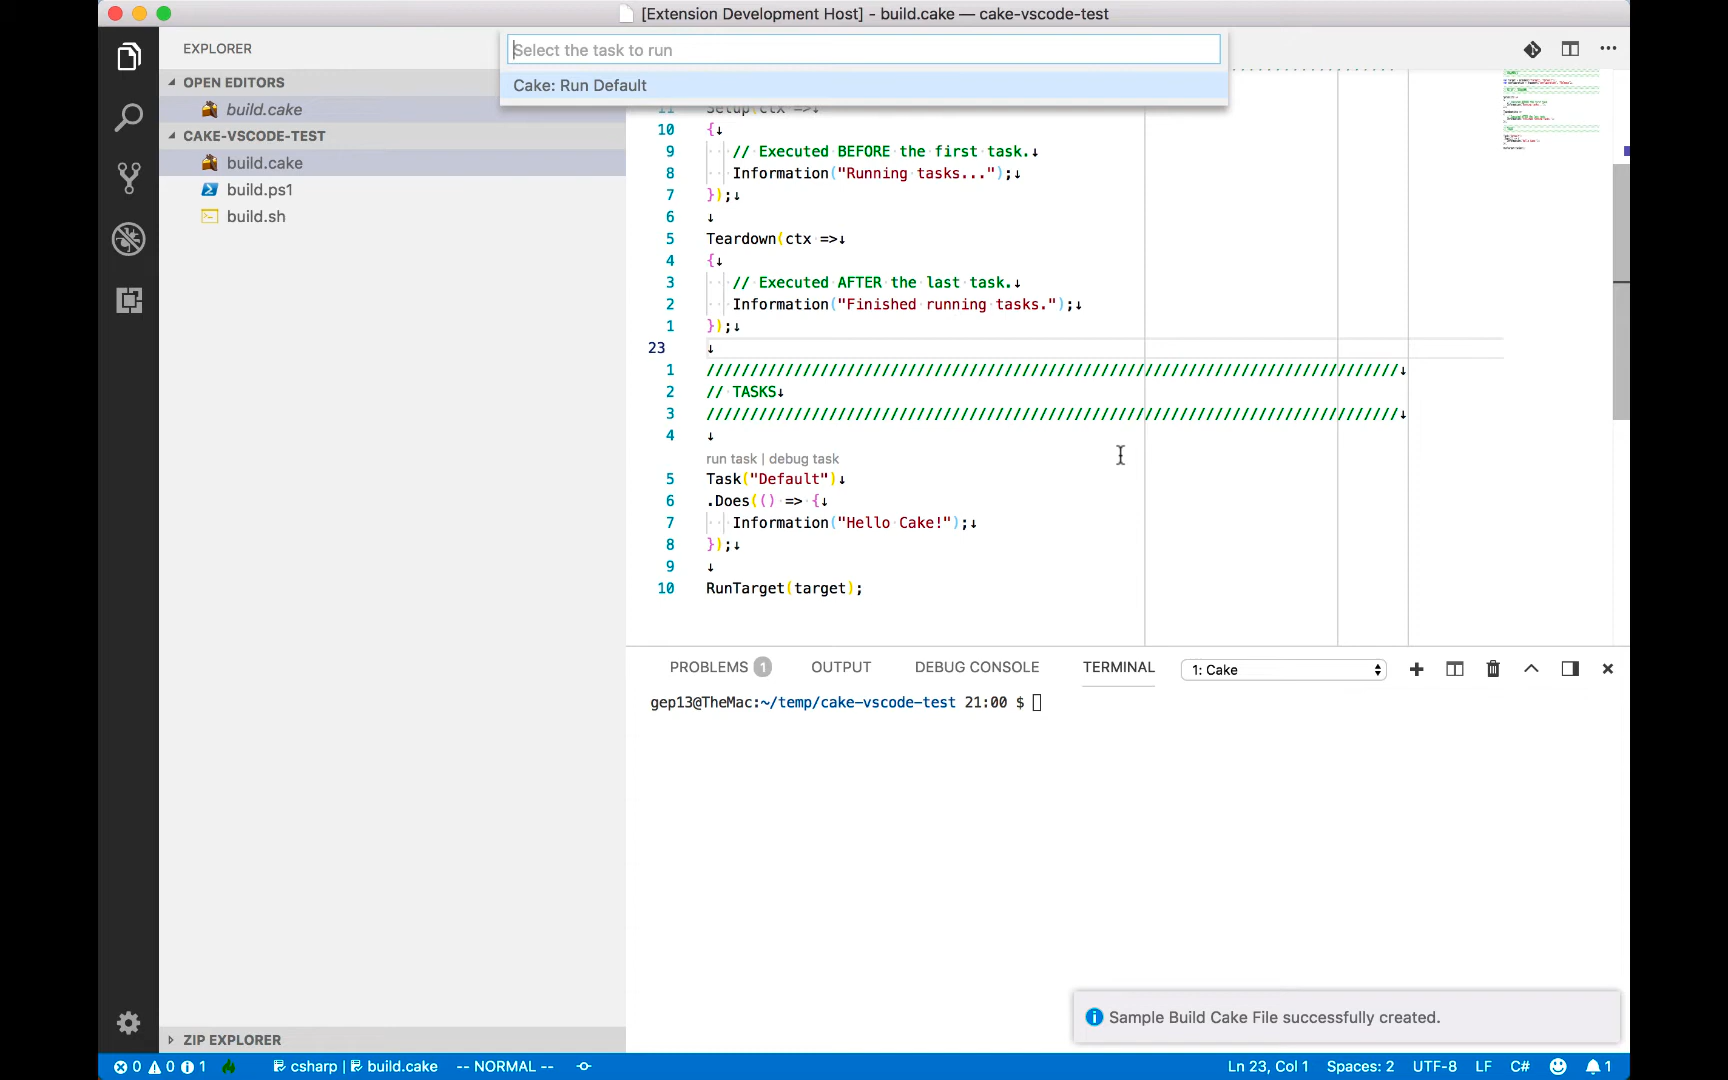 [Extension Development Host] - build.cake — cake-vscode-test
EXPLORER
Select the task to run
Cake: Run Default
OPEN EDITORS
build.cake
CAKE-VSCODE-TEST
build.cake
build.ps1
build.sh
11 Setup(ctx =>↓
10 {↓
9 // Executed BEFORE the first task.↓
8 Information("Running tasks...");↓
7 });↓
6 ↓
5 Teardown(ctx =>↓
4 {↓
3 // Executed AFTER the last task.↓
2 Information("Finished running tasks.");↓
1 });↓
23 ↓
1 ///////////////////////////////////////////////////////////////////////////////↓
2 // TASKS↓
3 ///////////////////////////////////////////////////////////////////////////////↓
4 ↓
run task | debug task
5 Task("Default")↓
6 .Does(() => {↓
7 Information("Hello Cake!");↓
8 });↓
9 ↓
10 RunTarget(target);
PROBLEMS 1 OUTPUT DEBUG CONSOLE TERMINAL 1: Cake
gep13@TheMac:~/temp/cake-vscode-test 21:00 $
Sample Build Cake File successfully created.
ZIP EXPLORER
0 0 1 csharp | build.cake -- NORMAL -- Ln 23, Col 1 Spaces: 2 UTF-8 LF C# 1